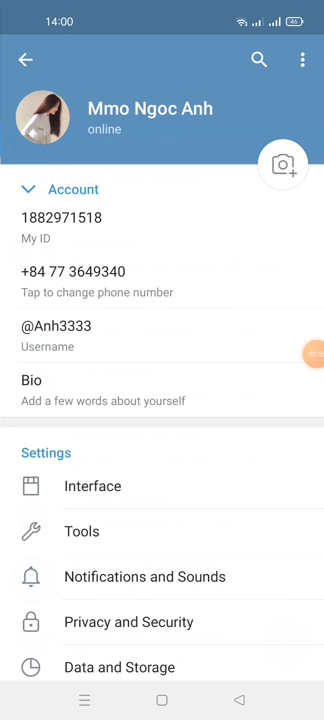 14:00
46
Mmo Ngoc Anh
online
Account
1882971518
My ID
+84 77 3649340
Tap to change phone number
@Anh3333
Username
Bio
Add a few words about yourself
Settings
Interface
Tools
Notifications and Sounds
Privacy and Security
Data and Storage